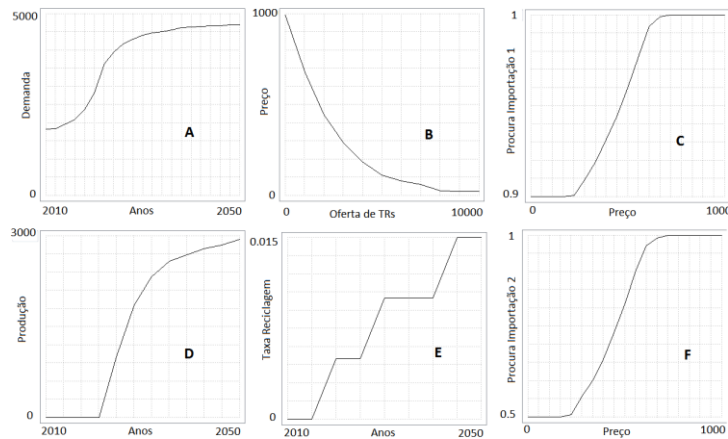 5000
Demanda
A
0
2010 Anos 2050
1000
Preço
B
0
0 10000
Oferta de TRs
1
Procura Importação 1
C
0.9
0 1000
Preço
3000
Produção
D
0
2010 Anos 2050
0.015
Taxa Reciclagem
E
0
2010 Anos 2050
1
Procura Importação 2
F
0.5
0 Preço 1000